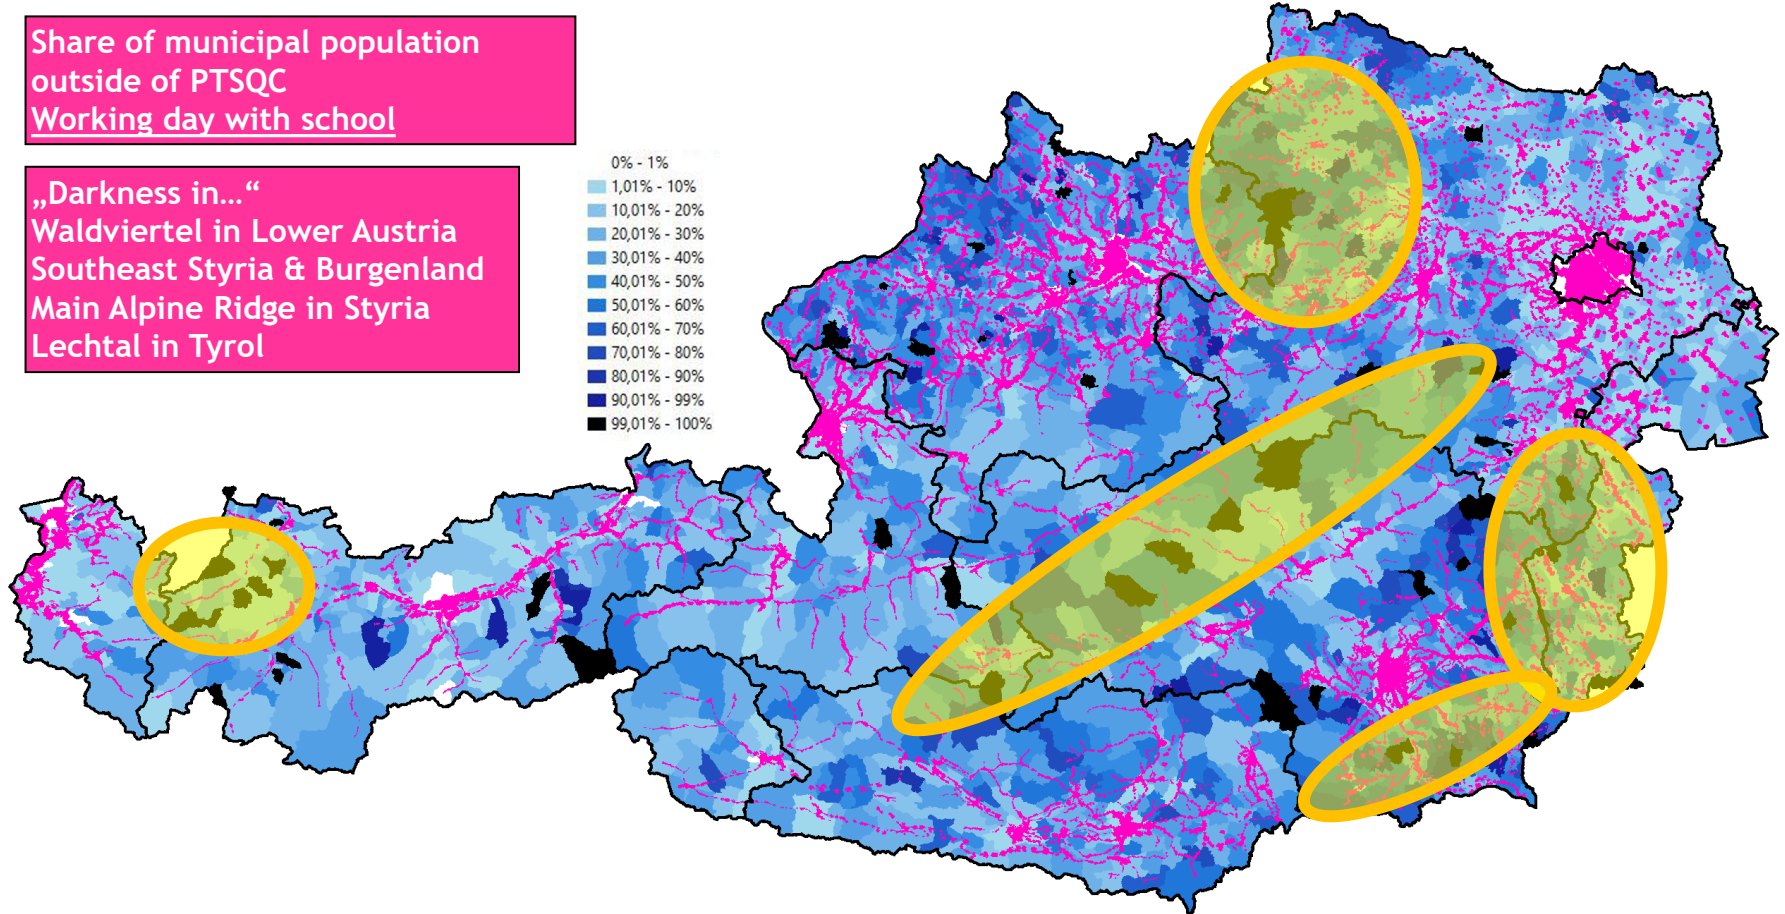 Share of municipal population
outside of PTSQC
Working day with school
„Darkness in…“
Waldviertel in Lower Austria
Southeast Styria & Burgenland
Main Alpine Ridge in Styria
Lechtal in Tyrol
0% - 1%
1,01% - 10%
10,01% - 20%
20,01% - 30%
30,01% - 40%
40,01% - 50%
50,01% - 60%
60,01% - 70%
70,01% - 80%
80,01% - 90%
90,01% - 99%
99,01% - 100%